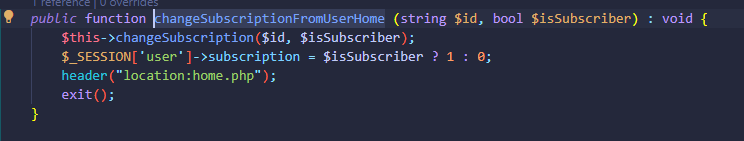 1 reference | 0 overrides
public function changeSubscriptionFromUserHome (string $id, bool $isSubscriber) : void {
    $this->changeSubscription($id, $isSubscriber);
    $_SESSION['user']->subscription = $isSubscriber ? 1 : 0;
    header("location:home.php");
    exit();
}